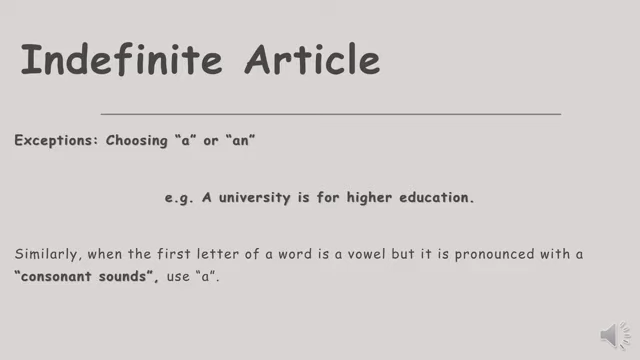 Indefinite Article
Exceptions: Choosing “a” or “an”
e.g. A university is for higher education.
Similarly, when the first letter of a word is a vowel but it is pronounced with a
“consonant sounds”, use “a”.